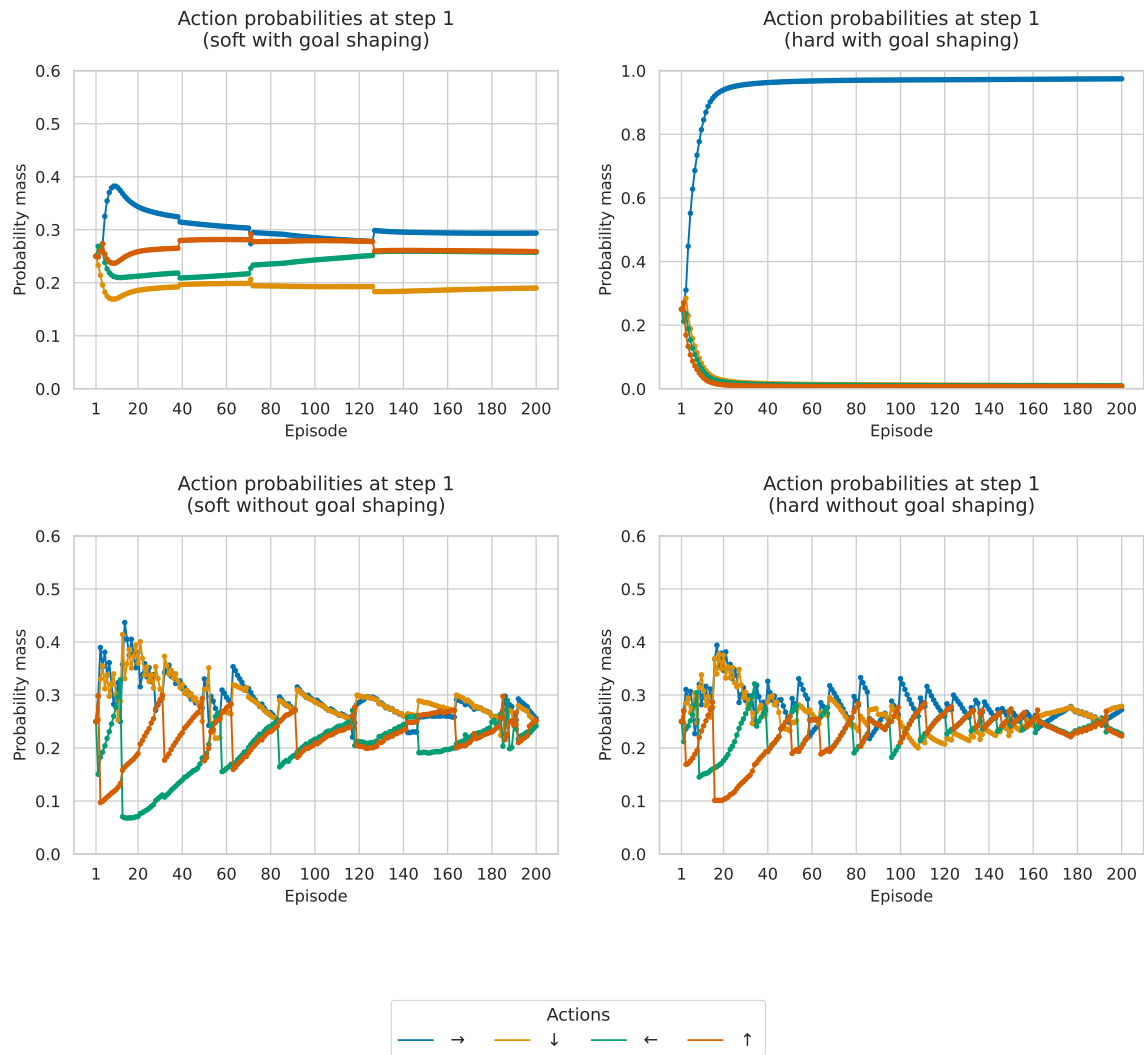 Action probabilities at step 1
(soft with goal shaping)
Probability mass
0.6
0.5
0.4
0.3
0.2
0.1
0.0
1 20 40 60 80 100 120 140 160 180 200
Episode
Action probabilities at step 1
(hard with goal shaping)
Probability mass
1.0
0.8
0.6
0.4
0.2
0.0
1 20 40 60 80 100 120 140 160 180 200
Episode
Action probabilities at step 1
(soft without goal shaping)
Probability mass
0.6
0.5
0.4
0.3
0.2
0.1
0.0
1 20 40 60 80 100 120 140 160 180 200
Episode
Action probabilities at step 1
(hard without goal shaping)
Probability mass
0.6
0.5
0.4
0.3
0.2
0.1
0.0
1 20 40 60 80 100 120 140 160 180 200
Episode
Actions
→ ↓ ← ↑